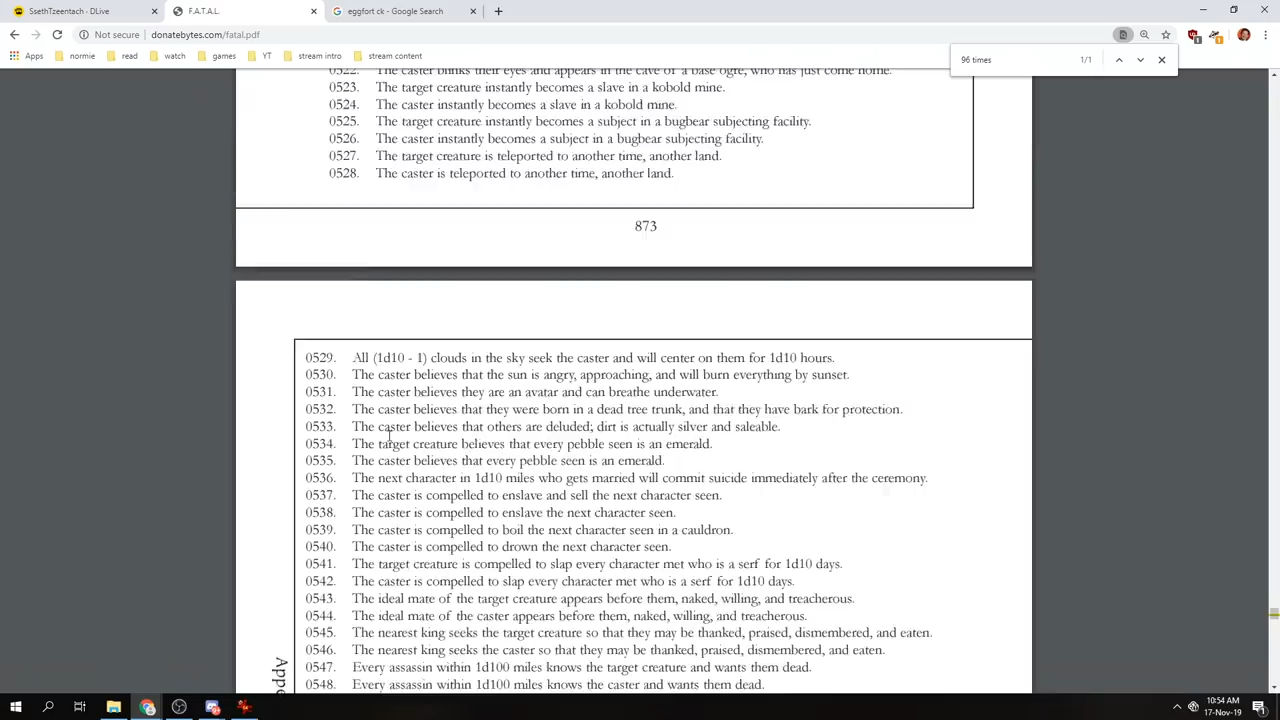 SsethTzeentach - DLive
F.A.T.A.L.
eggfort ck - Google Search
Not secure | donatebytes.com/fatal.pdf
Apps normie read watch games YT stream intro stream content
96 times 1/1
0522. The caster blinks their eyes and appears in the cave of a base ogre, who has just come home.
0523. The target creature instantly becomes a slave in a kobold mine.
0524. The caster instantly becomes a slave in a kobold mine.
0525. The target creature instantly becomes a subject in a bugbear subjecting facility.
0526. The caster instantly becomes a subject in a bugbear subjecting facility.
0527. The target creature is teleported to another time, another land.
0528. The caster is teleported to another time, another land.
873
0529. All (1d10 - 1) clouds in the sky seek the caster and will center on them for 1d10 hours.
0530. The caster believes that the sun is angry, approaching, and will burn everything by sunset.
0531. The caster believes they are an avatar and can breathe underwater.
0532. The caster believes that they were born in a dead tree trunk, and that they have bark for protection.
0533. The caster believes that others are deluded; dirt is actually silver and saleable.
0534. The target creature believes that every pebble seen is an emerald.
0535. The caster believes that every pebble seen is an emerald.
0536. The next character in 1d10 miles who gets married will commit suicide immediately after the ceremony.
0537. The caster is compelled to enslave and sell the next character seen.
0538. The caster is compelled to enslave the next character seen.
0539. The caster is compelled to boil the next character seen in a cauldron.
0540. The caster is compelled to drown the next character seen.
0541. The target creature is compelled to slap every character met who is a serf for 1d10 days.
0542. The caster is compelled to slap every character met who is a serf for 1d10 days.
0543. The ideal mate of the target creature appears before them, naked, willing, and treacherous.
0544. The ideal mate of the caster appears before them, naked, willing, and treacherous.
0545. The nearest king seeks the target creature so that they may be thanked, praised, dismembered, and eaten.
0546. The nearest king seeks the caster so that they may be thanked, praised, dismembered, and eaten.
0547. Every assassin within 1d100 miles knows the target creature and wants them dead.
0548. Every assassin within 1d100 miles knows the caster and wants them dead.
Appe
10:54 AM
17-Nov-19